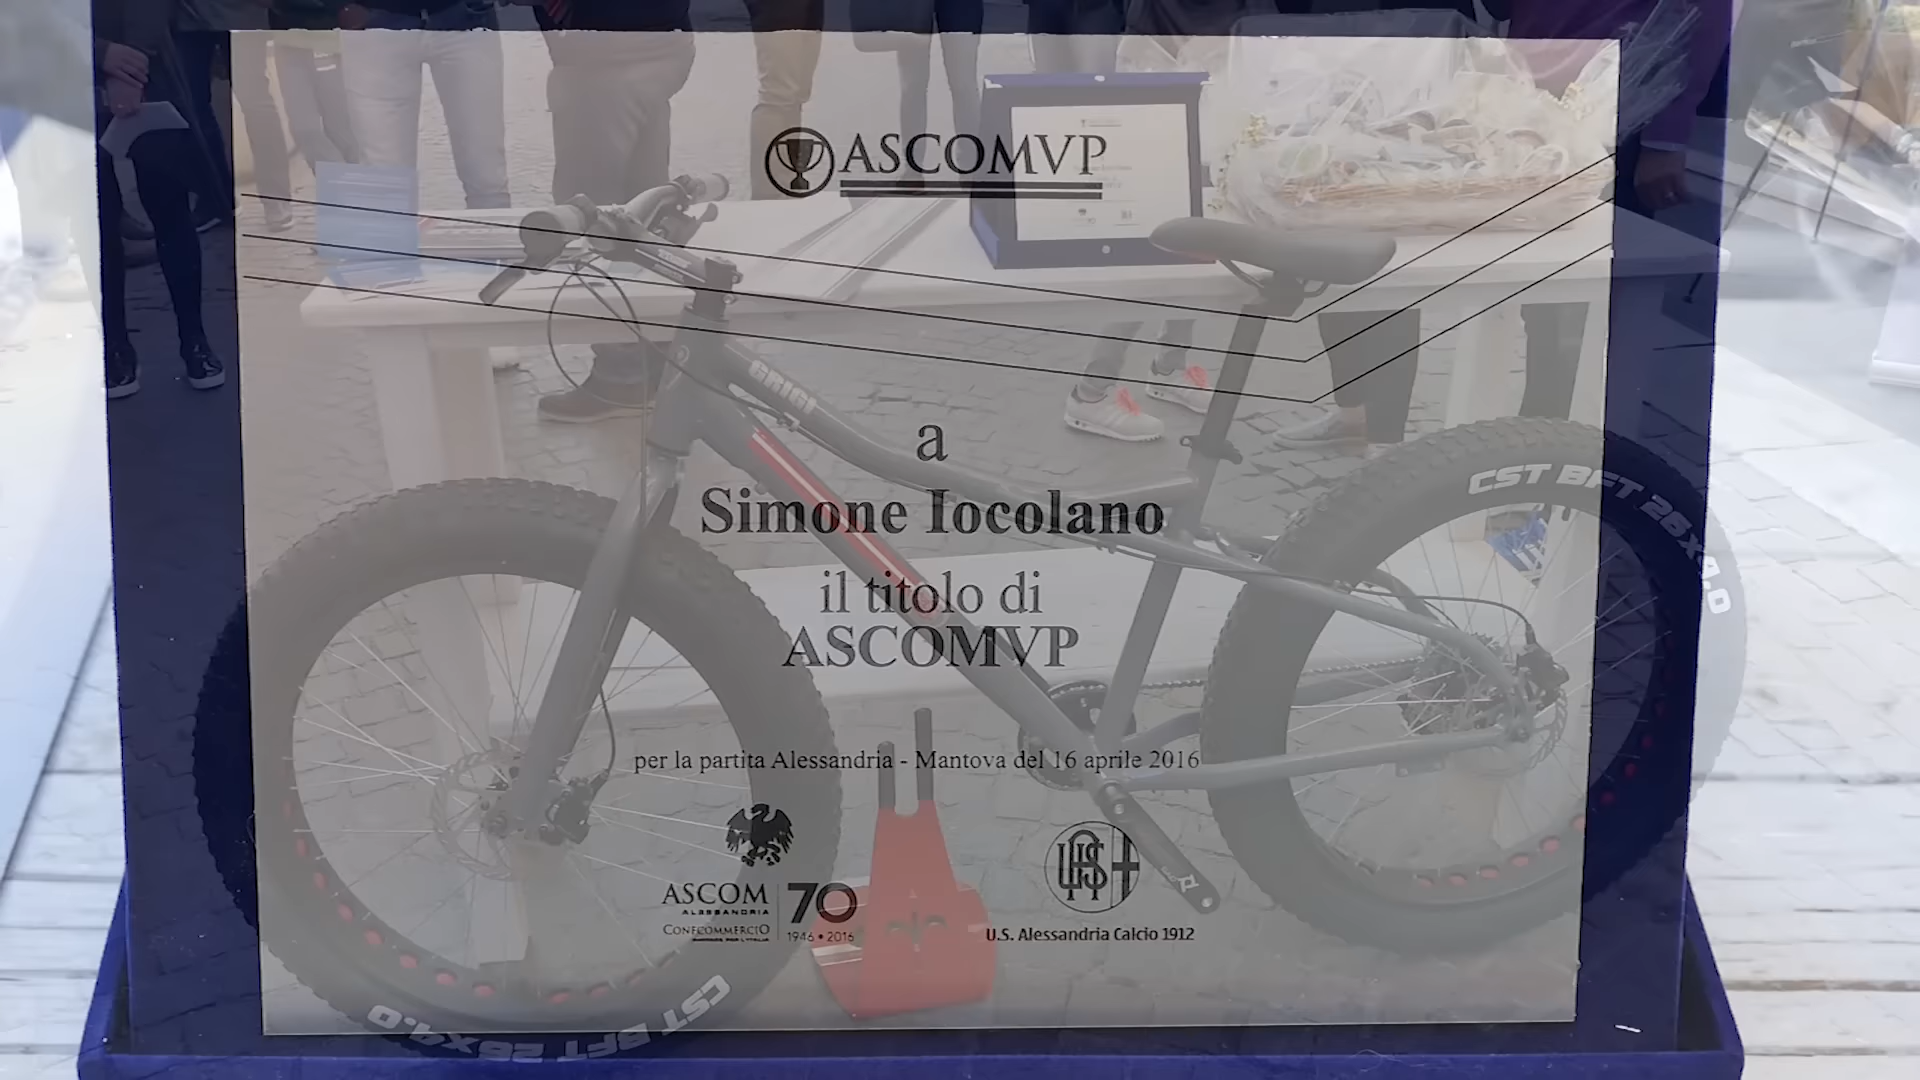 ASCOMVP
GRIGI
a
Simone Iocolano
il titolo di
ASCOMVP
per la partita Alessandria - Mantova del 16 aprile 2016
ASCOM
ALESSANDRIA
CONFCOMMERCIO
70
1946 • 2016
U.S. Alessandria Calcio 1912
CST BFT 26x4.0
CST BFT 26x4.0